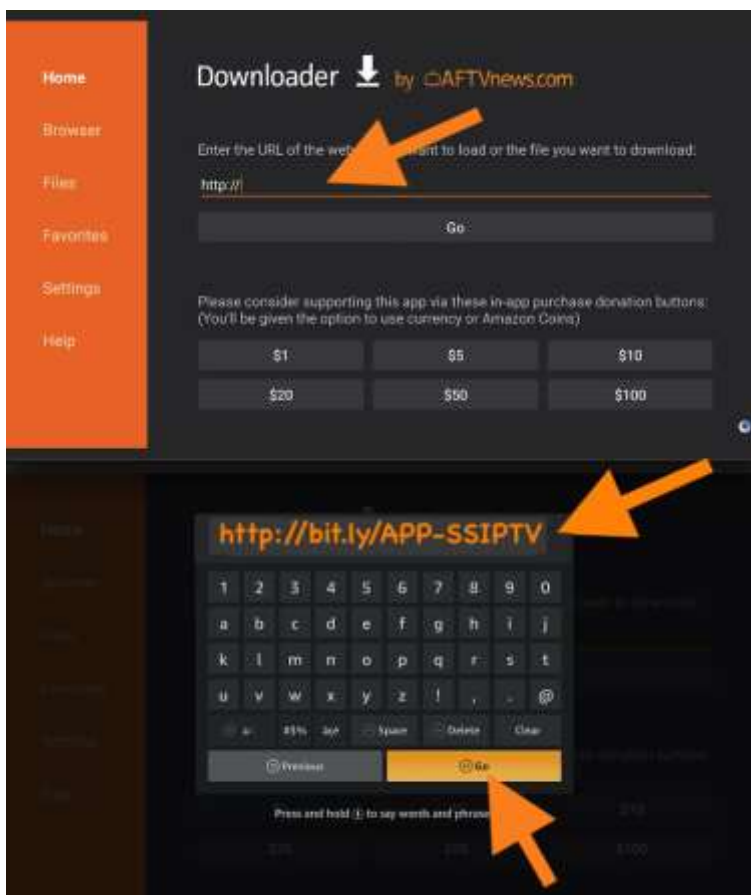 Home
Downloader by AFTVnews.com
Browser
Enter the URL of the want to load or the file you want to download:
Files
http://
Favorites
Go
Settings
Please consider supporting this app via these in-app purchase donation buttons:
(You'll be given the option to use currency or Amazon Coins)
Help
$1 $5 $10
$20 $50 $100
http://bit.ly/APP-SSIPTV
1 2 3 4 5 6 7 8 9 0
a b c d e f g h i j
k l m n o p q r s t
u v w x y z ! , . @
#$% Space Delete Clear
Previous Go
Press and hold to say words and